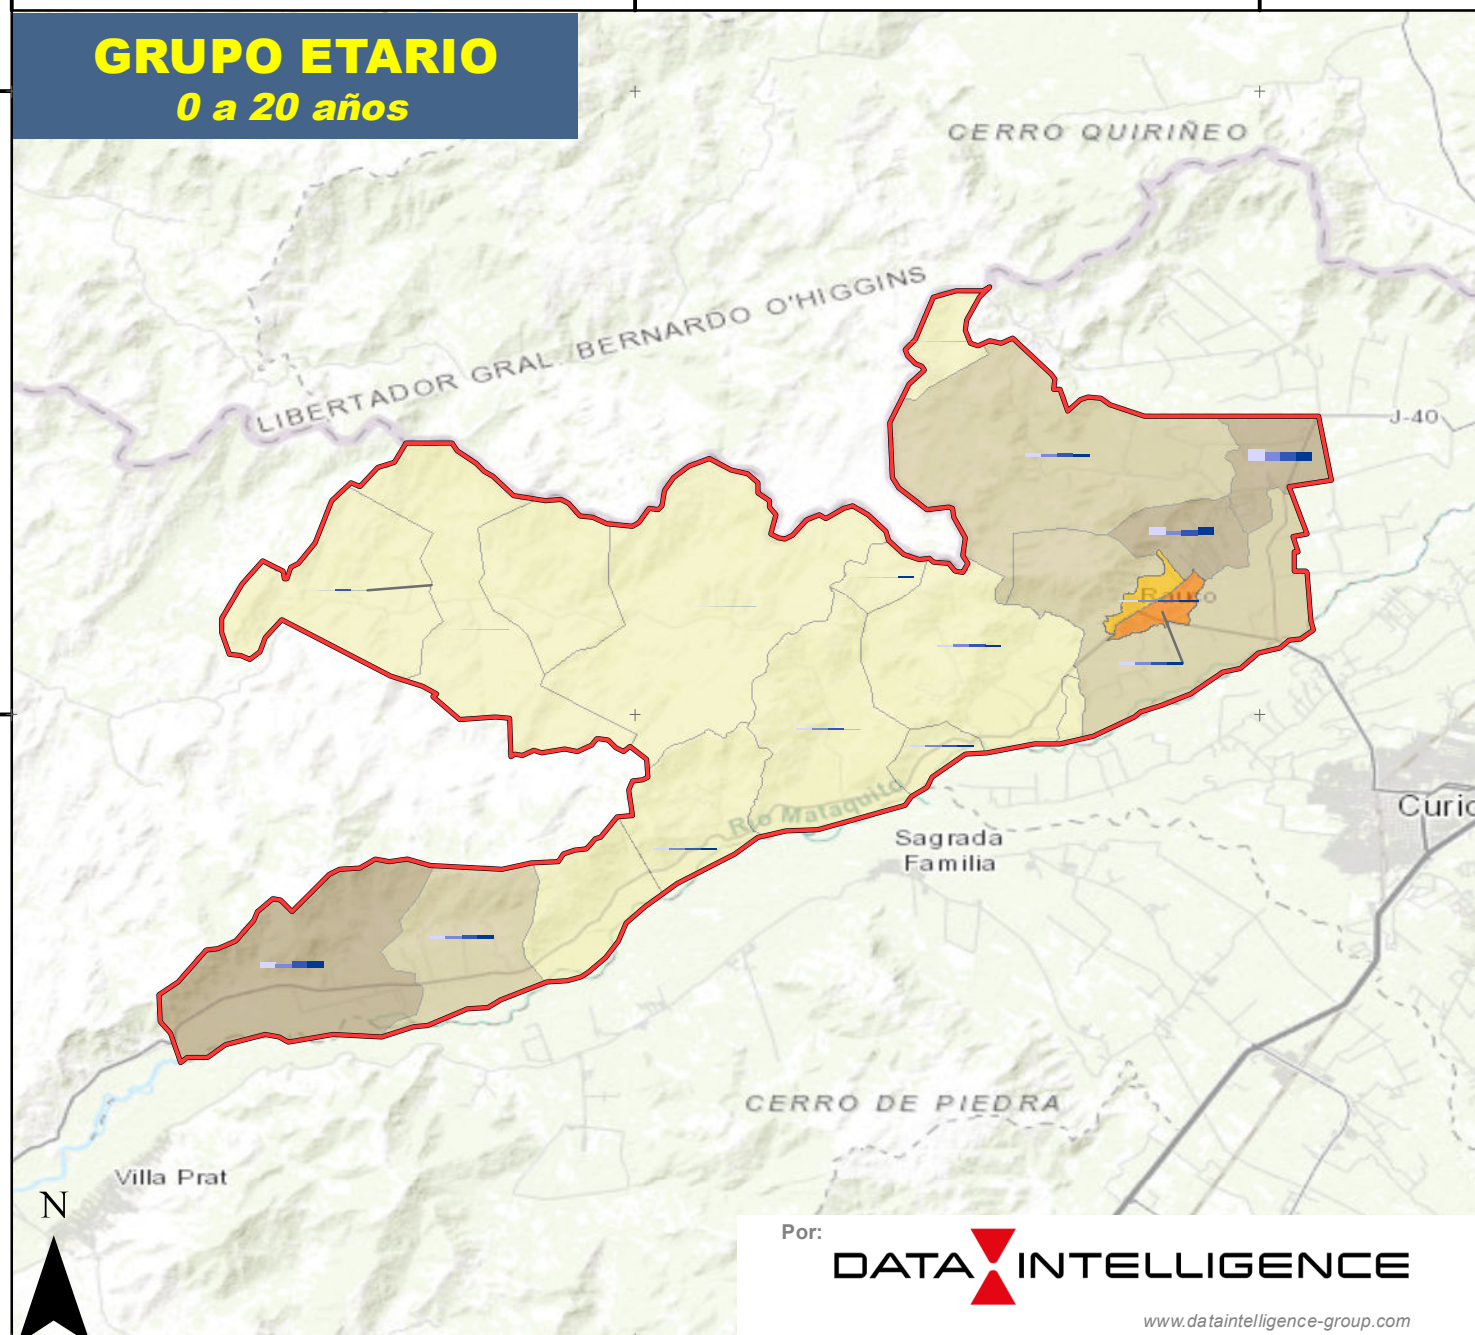 GRUPO ETARIO
0 a 20 años
CERRO QUIRIÑEO
LIBERTADOR GRAL. BERNARDO O'HIGGINS
J-40
Rauco
Río Mataquito
Curic
Sagrada
Familia
CERRO DE PIEDRA
Villa Prat
N
Por:
DATA INTELLIGENCE
www.dataintelligence-group.com